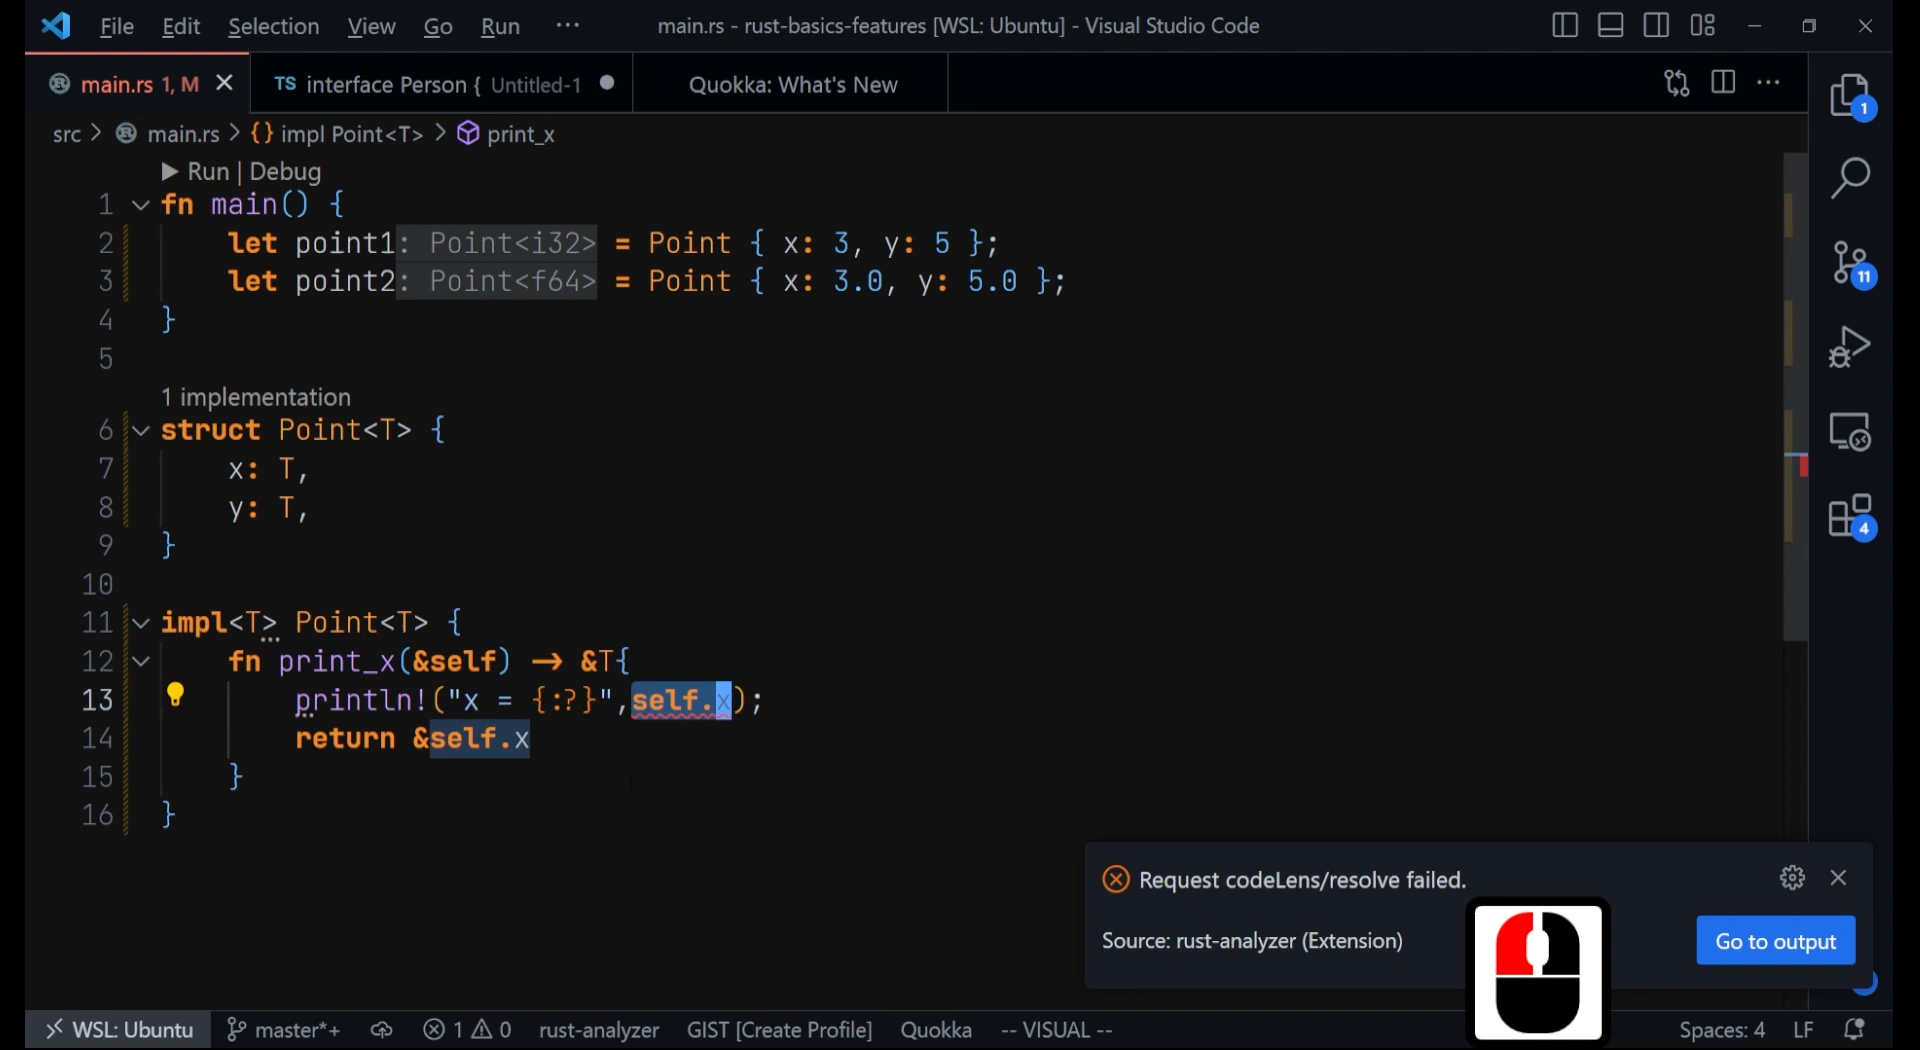 File Edit Selection View Go Run ··· main.rs - rust-basics-features [WSL: Ubuntu] - Visual Studio Code
main.rs 1, M TS interface Person { Untitled-1 Quokka: What's New
src > main.rs > {} impl Point<T> > print_x
Run | Debug
1 fn main() {
2 let point1: Point<i32> = Point { x: 3, y: 5 };
3 let point2: Point<f64> = Point { x: 3.0, y: 5.0 };
4 }
5
1 implementation
6 struct Point<T> {
7 x: T,
8 y: T,
9 }
10
11 impl<T> Point<T> {
12 fn print_x(&self) → &T{
13 println!("x = {:?}",self.x);
14 return &self.x
15 }
16 }
1
11
4
Request codeLens/resolve failed.
Source: rust-analyzer (Extension) Go to output
WSL: Ubuntu master*+ 1 0 rust-analyzer GIST [Create Profile] Quokka -- VISUAL -- Spaces: 4 LF